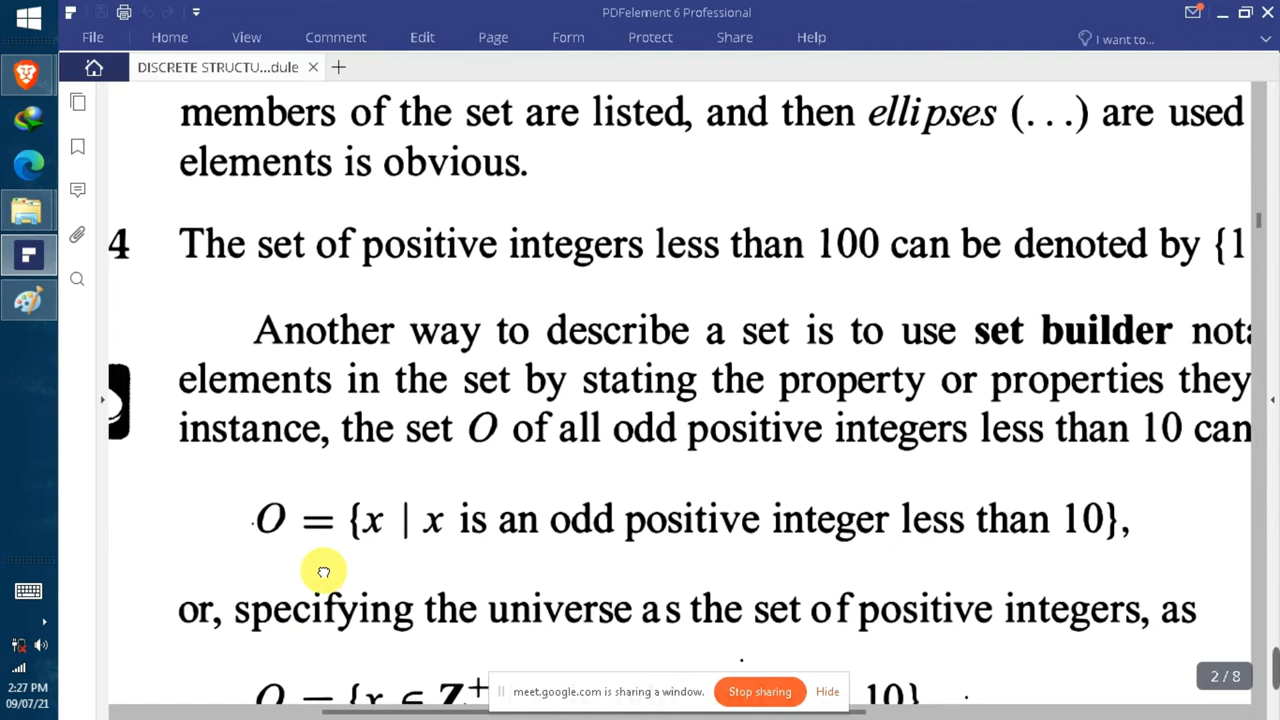 PDFelement 6 Professional
File Home View Comment Edit Page Form Protect Share Help I want to...
DISCRETE STRUCTU...dule
members of the set are listed, and then ellipses (. . .) are used
elements is obvious.
4 The set of positive integers less than 100 can be denoted by {1
Another way to describe a set is to use set builder nota
elements in the set by stating the property or properties they
instance, the set O of all odd positive integers less than 10 can
O = {x | x is an odd positive integer less than 10},
or, specifying the universe as the set of positive integers, as
O = {x ∈ Z+ 10}
2 / 8
meet.google.com is sharing a window. Stop sharing Hide
2:27 PM
09/07/21